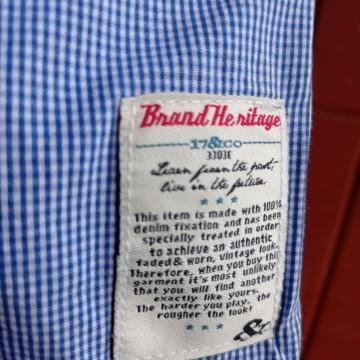 Brand Heritage
17&CO
3303E
Learn from the past,
live in the future.
This item is made with 100%
denim fixation and has been
specially treated in order
to achieve an authentic
faded & worn, vintage look.
Therefore, when you buy this
garment it's most unlikely
that you will find another
exactly like yours.
The harder you play, the
rougher the look!
&